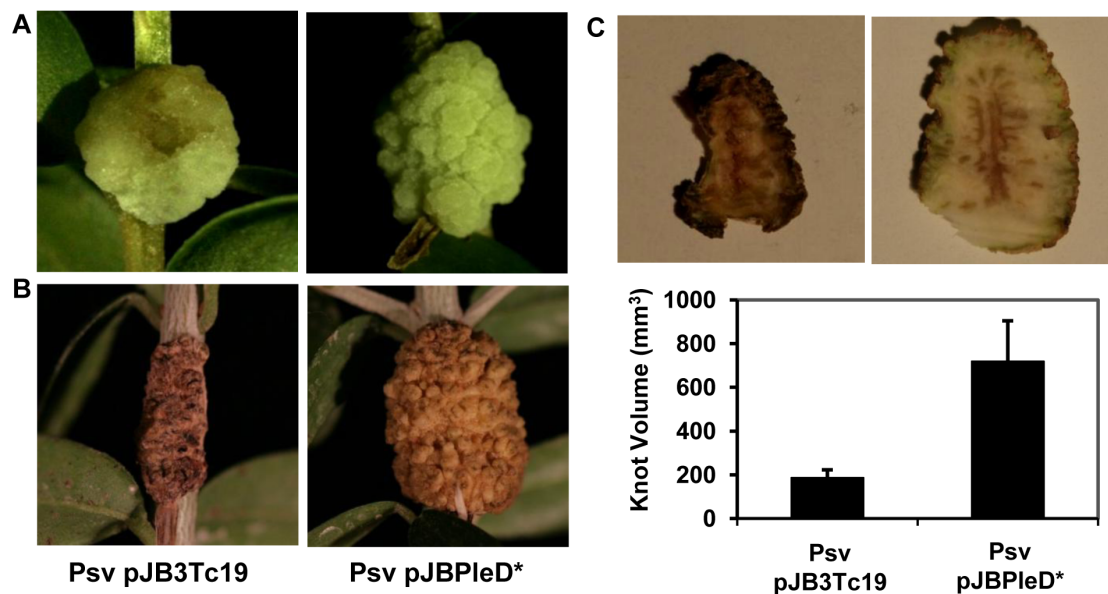 A
B
Psv pJB3Tc19
Psv pJBPleD*
C
Knot Volume (mm³)
1000
800
600
400
200
0
Psv
pJB3Tc19
Psv
pJBPleD*